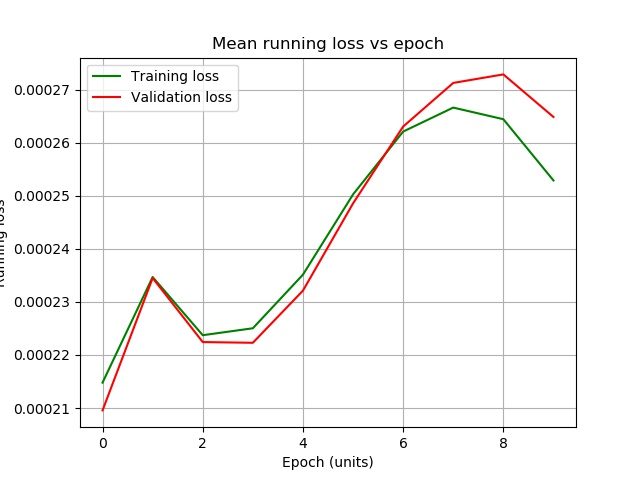 Mean running loss vs epoch
Training loss
Validation loss
0.00027
0.00026
0.00025
0.00024
0.00023
0.00022
0.00021
loss
0 2 4 6 8
Epoch (units)